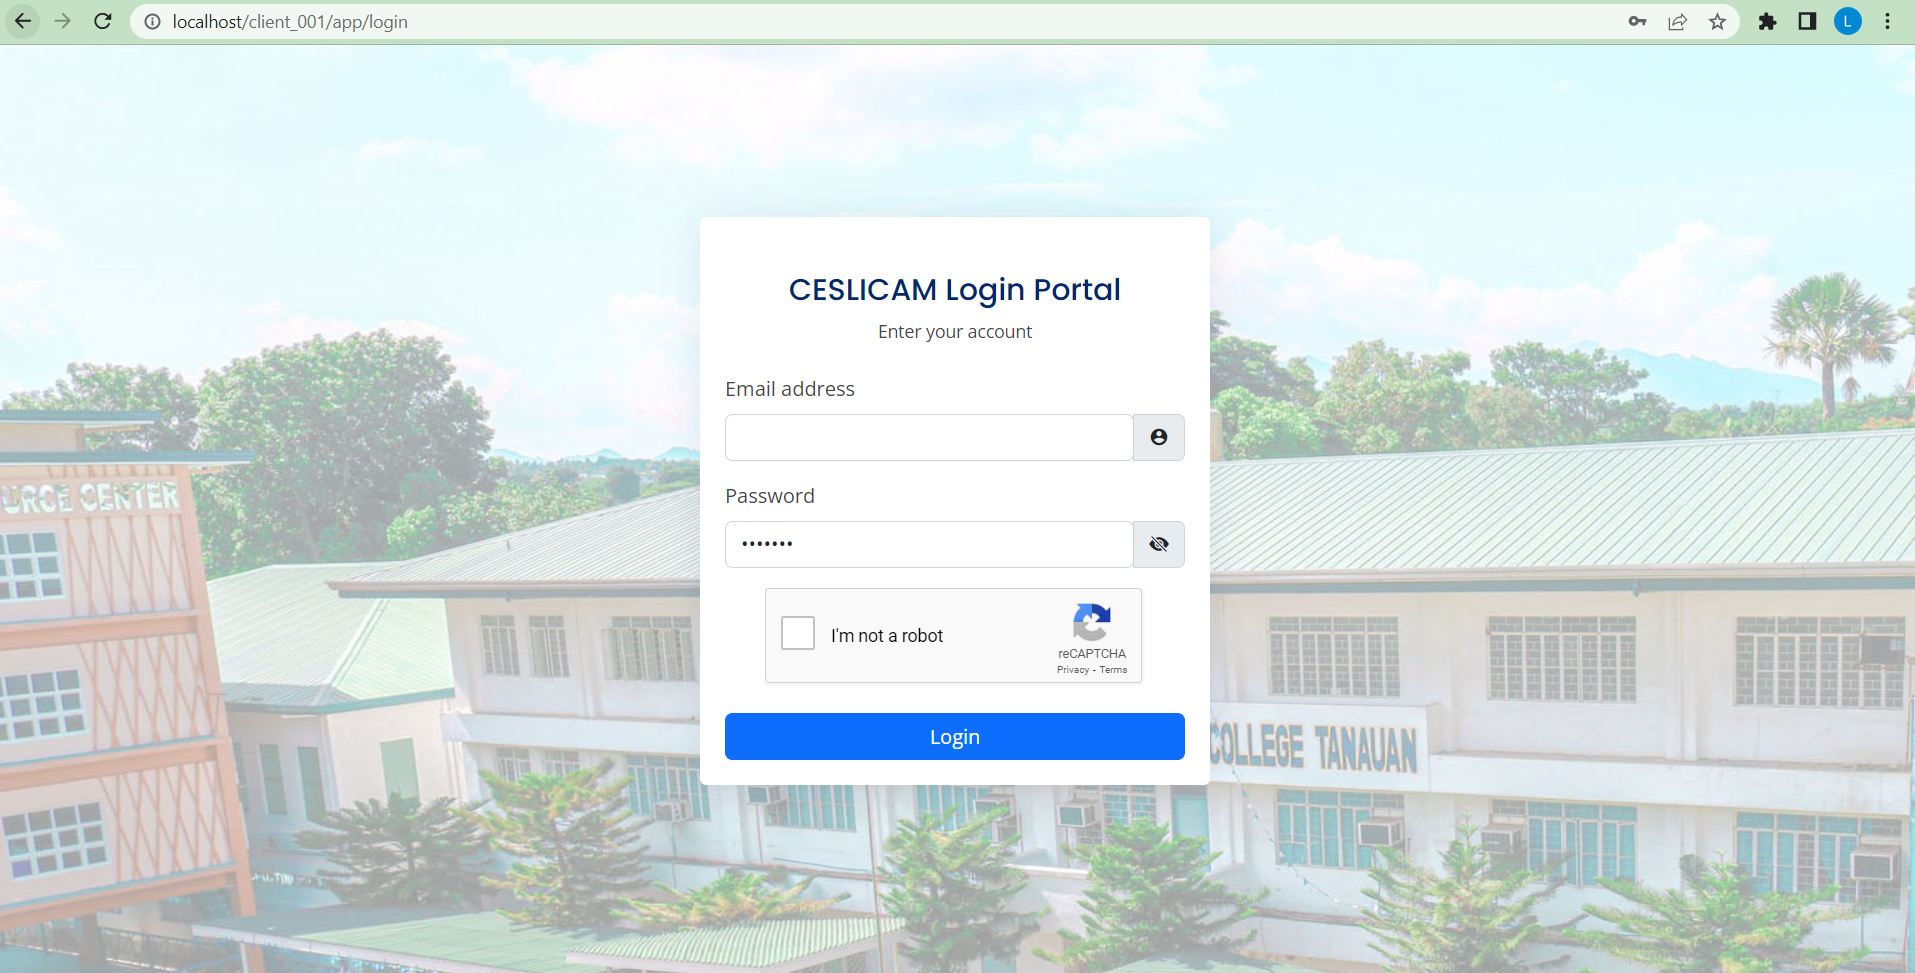 localhost/client_001/app/login
L
CESLICAM Login Portal
Enter your account
Email address
Password
•••••••
I'm not a robot
reCAPTCHA
Privacy - Terms
Login
URCE CENTER
COLLEGE TANAUAN